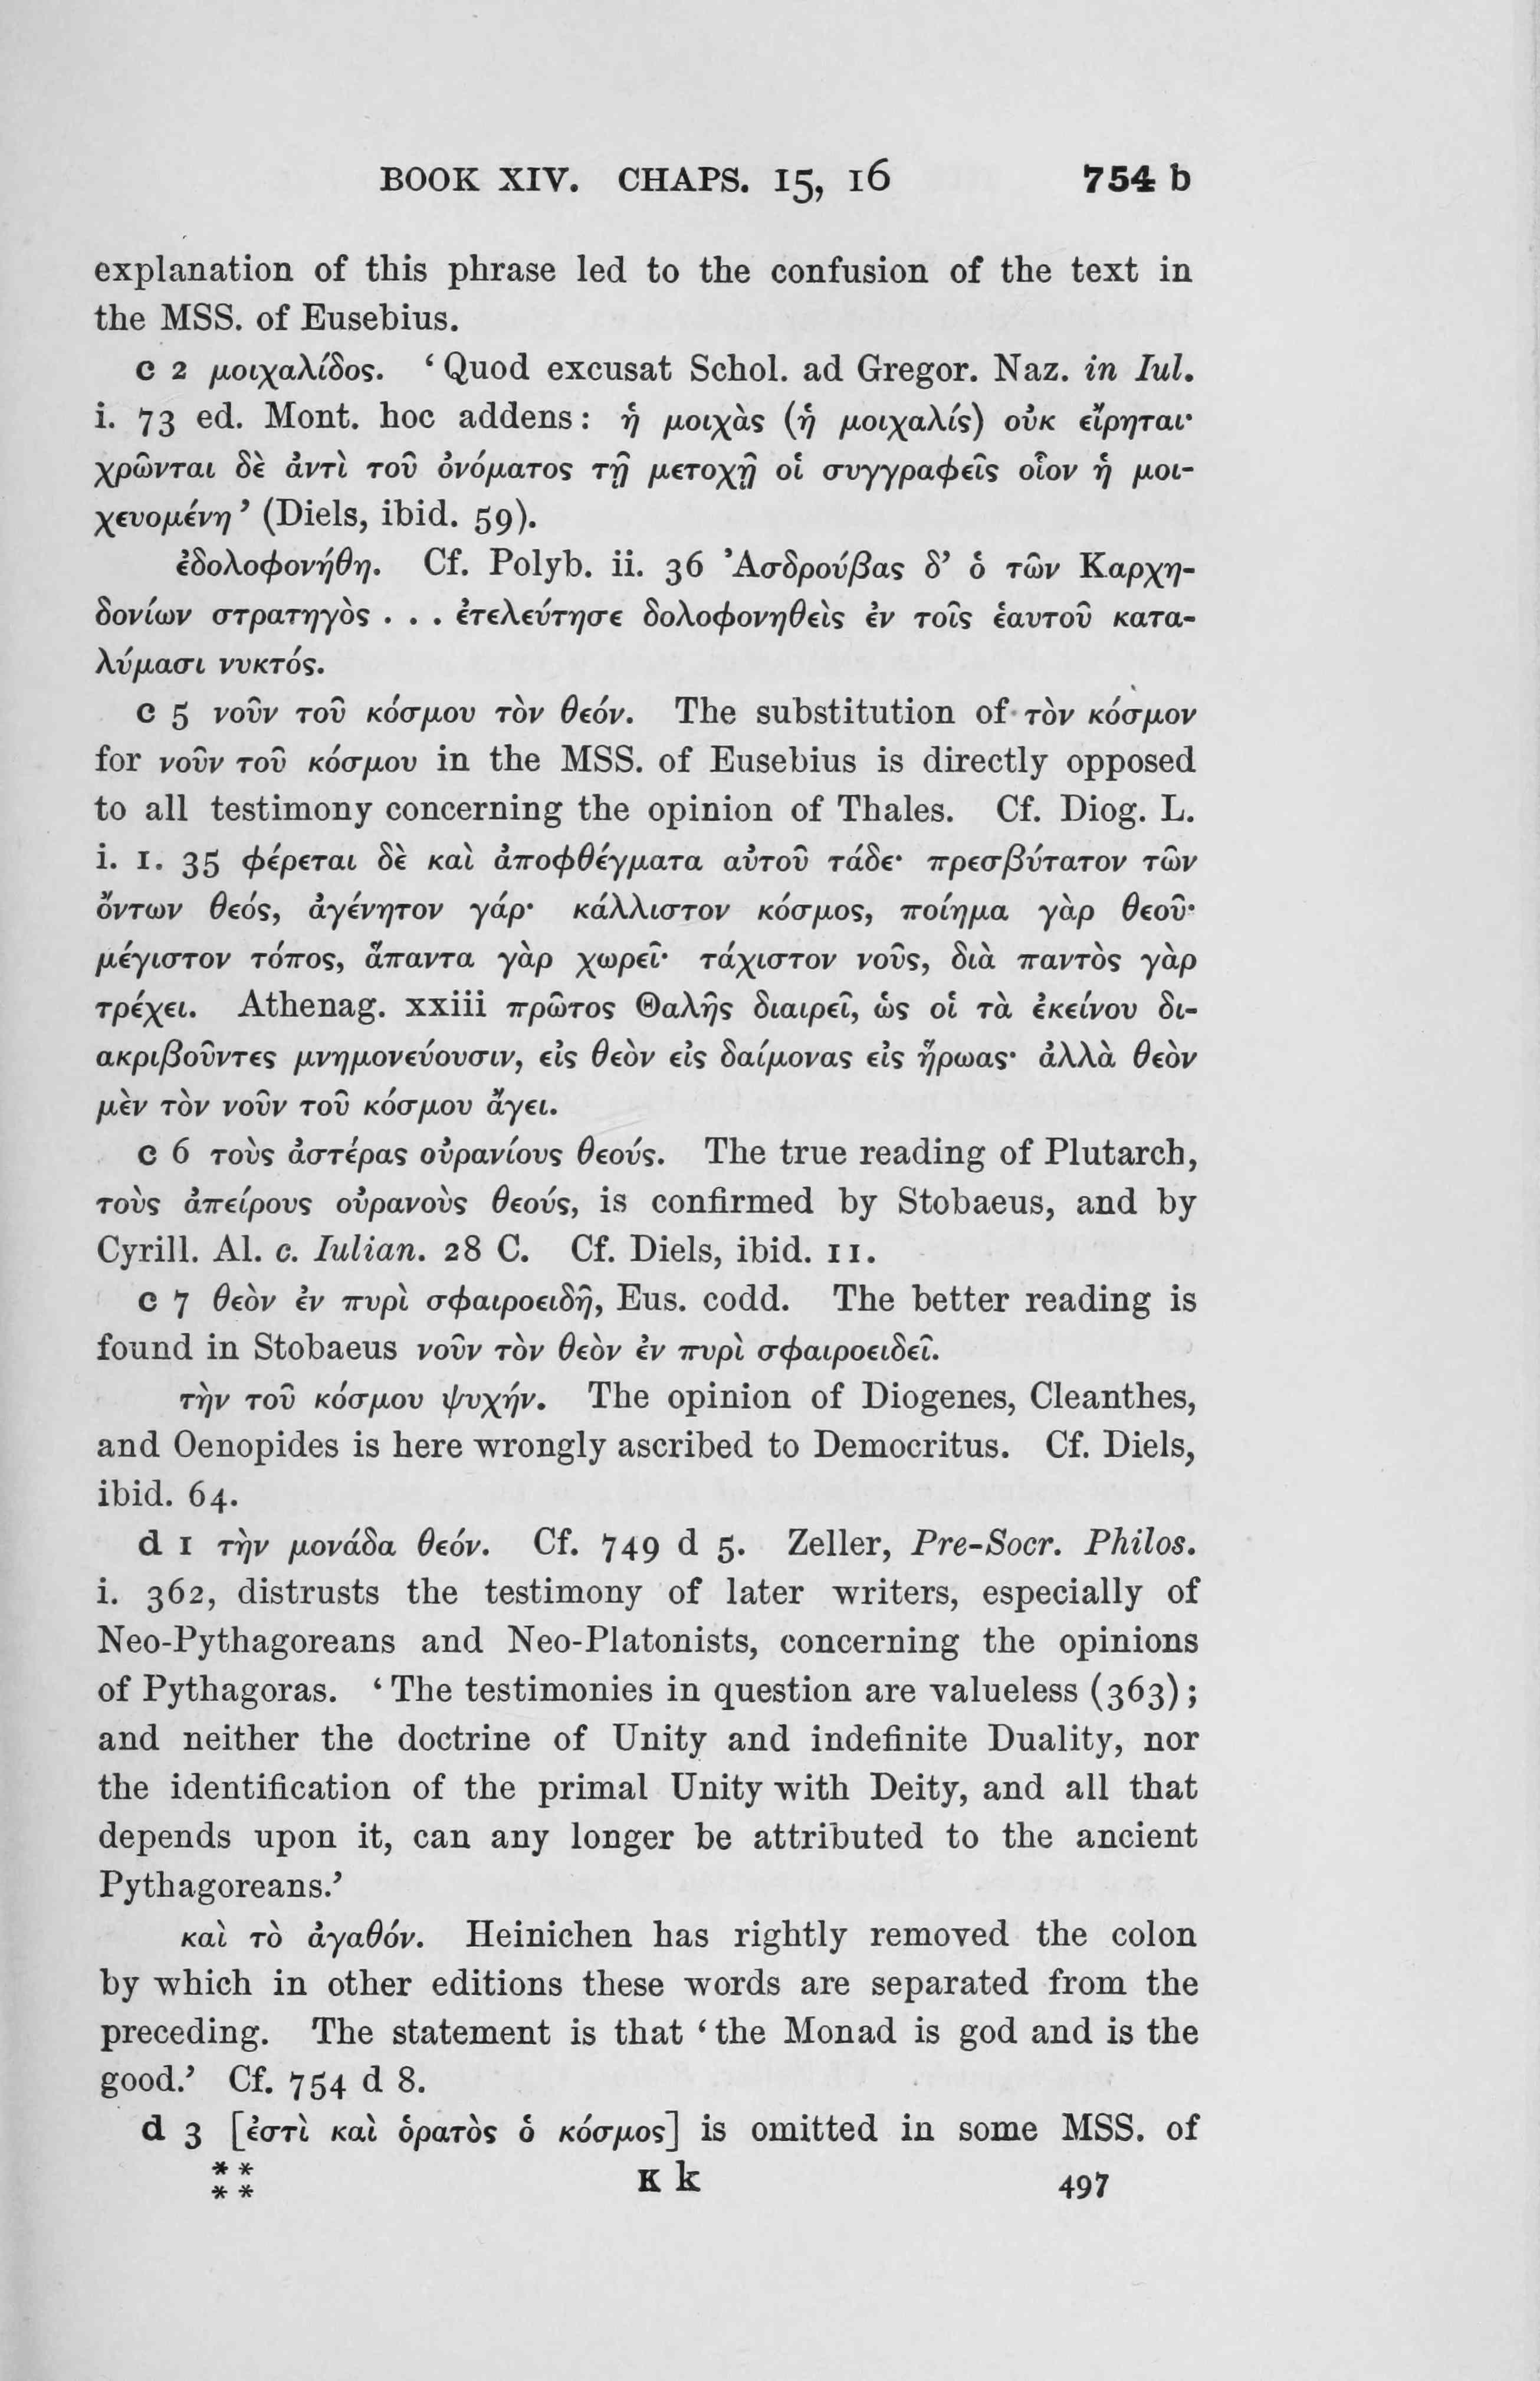 BOOK XIV. CHAPS. 15, 16 754 b
explanation of this phrase led to the confusion of the text in
the MSS. of Eusebius.
c 2 μοιχαλίδος. ‘Quod excusat Schol. ad Gregor. Naz. in Iul.
i. 73 ed. Mont. hoc addens: ἡ μοιχὰς (ἡ μοιχαλίς) οὐκ εἴρηται·
χρῶνται δὲ ἀντὶ τοῦ ὀνόματος τῇ μετοχῇ οἱ συγγραφεῖς οἷον ἡ μοι-
χευομένη’ (Diels, ibid. 59).
ἐδολοφονήθη. Cf. Polyb. ii. 36 Ἀσδρούβας δ’ ὁ τῶν Καρχη-
δονίων στρατηγὸς . . . ἐτελεύτησε δολοφονηθεὶς ἐν τοῖς ἑαυτοῦ κατα-
λύμασι νυκτός.
c 5 νοῦν τοῦ κόσμου τὸν θεόν. The substitution of τὸν κόσμον
for νοῦν τοῦ κόσμου in the MSS. of Eusebius is directly opposed
to all testimony concerning the opinion of Thales. Cf. Diog. L.
i. 1. 35 φέρεται δὲ καὶ ἀποφθέγματα αὐτοῦ τάδε· πρεσβύτατον τῶν
ὄντων θεός, ἀγένητον γάρ· κάλλιστον κόσμος, ποίημα γὰρ θεοῦ·
μέγιστον τόπος, ἅπαντα γὰρ χωρεῖ· τάχιστον νοῦς, διὰ παντὸς γὰρ
τρέχει. Athenag. xxiii πρῶτος Θαλῆς διαιρεῖ, ὡς οἱ τὰ ἐκείνου δι-
ακριβοῦντες μνημονεύουσιν, εἰς θεὸν εἰς δαίμονας εἰς ἥρωας· ἀλλὰ θεὸν
μὲν τὸν νοῦν τοῦ κόσμου ἄγει.
c 6 τοὺς ἀστέρας οὐρανίους θεούς. The true reading of Plutarch,
τοὺς ἀπείρους οὐρανοὺς θεούς, is confirmed by Stobaeus, and by
Cyrill. Al. c. Iulian. 28 C. Cf. Diels, ibid. 11.
c 7 θεὸν ἐν πυρὶ σφαιροειδῆ, Eus. codd. The better reading is
found in Stobaeus νοῦν τὸν θεὸν ἐν πυρὶ σφαιροειδεῖ.
τὴν τοῦ κόσμου ψυχήν. The opinion of Diogenes, Cleanthes,
and Oenopides is here wrongly ascribed to Democritus. Cf. Diels,
ibid. 64.
d 1 τὴν μονάδα θεόν. Cf. 749 d 5. Zeller, Pre-Socr. Philos.
i. 362, distrusts the testimony of later writers, especially of
Neo-Pythagoreans and Neo-Platonists, concerning the opinions
of Pythagoras. ‘The testimonies in question are valueless (363);
and neither the doctrine of Unity and indefinite Duality, nor
the identification of the primal Unity with Deity, and all that
depends upon it, can any longer be attributed to the ancient
Pythagoreans.’
καὶ τὸ ἀγαθόν. Heinichen has rightly removed the colon
by which in other editions these words are separated from the
preceding. The statement is that ‘the Monad is god and is the
good.’ Cf. 754 d 8.
d 3 [ἐστὶ καὶ ὁρατὸς ὁ κόσμος] is omitted in some MSS. of
* *
* * K k 497